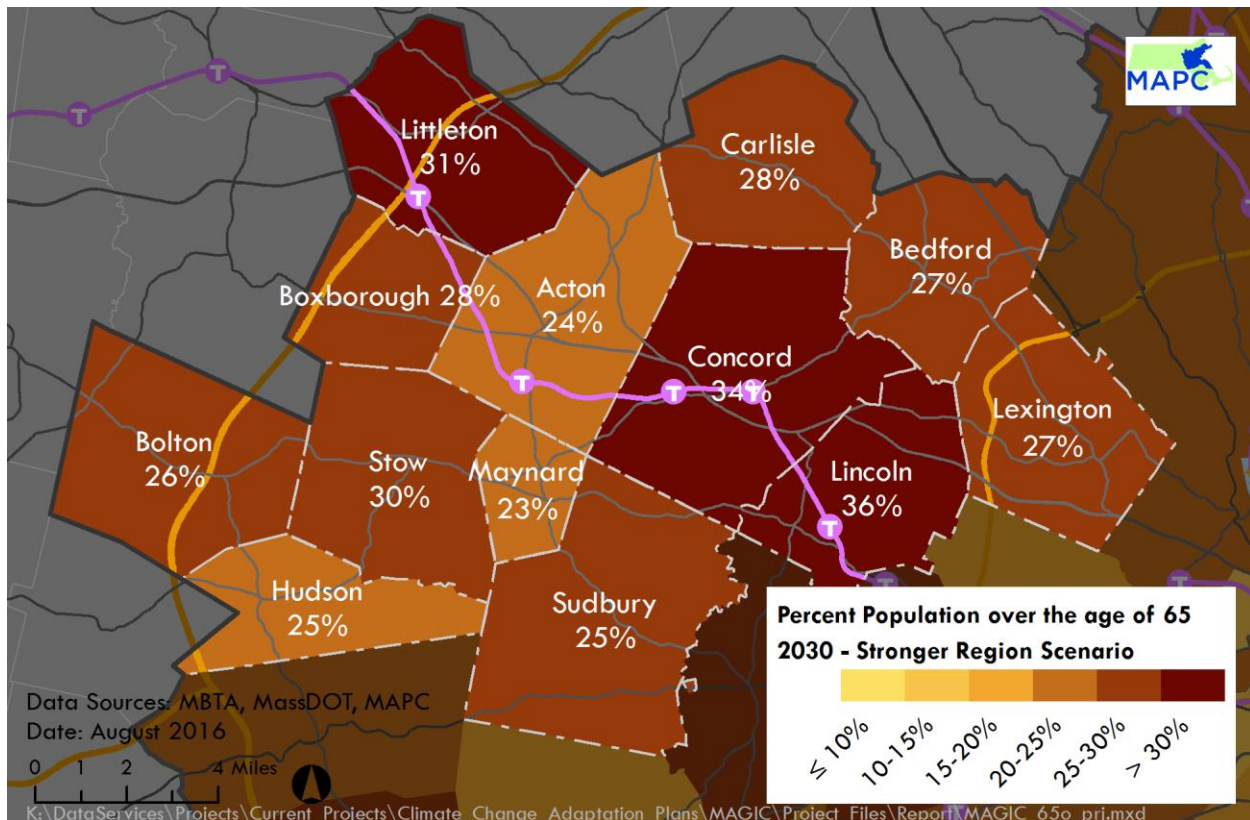 MAPC
Littleton
31%
Carlisle
28%
Bedford
27%
Boxborough 28%
Acton
24%
Concord
34%
Lexington
27%
Bolton
26%
Stow
30%
Maynard
23%
Lincoln
36%
Hudson
25%
Sudbury
25%
T
T
T
T
T
T
T
Percent Population over the age of 65
2030 - Stronger Region Scenario
≤ 10%
10-15%
15-20%
20-25%
25-30%
> 30%
Data Sources: MBTA, MassDOT, MAPC
Date: August 2016
0 1 2 4 Miles
K:\DataServices\Projects\Current_Projects\Climate_Change_Adaptation_Plans_MAGIC\Project_Files\Report\MAGIC_65o_prj.mxd